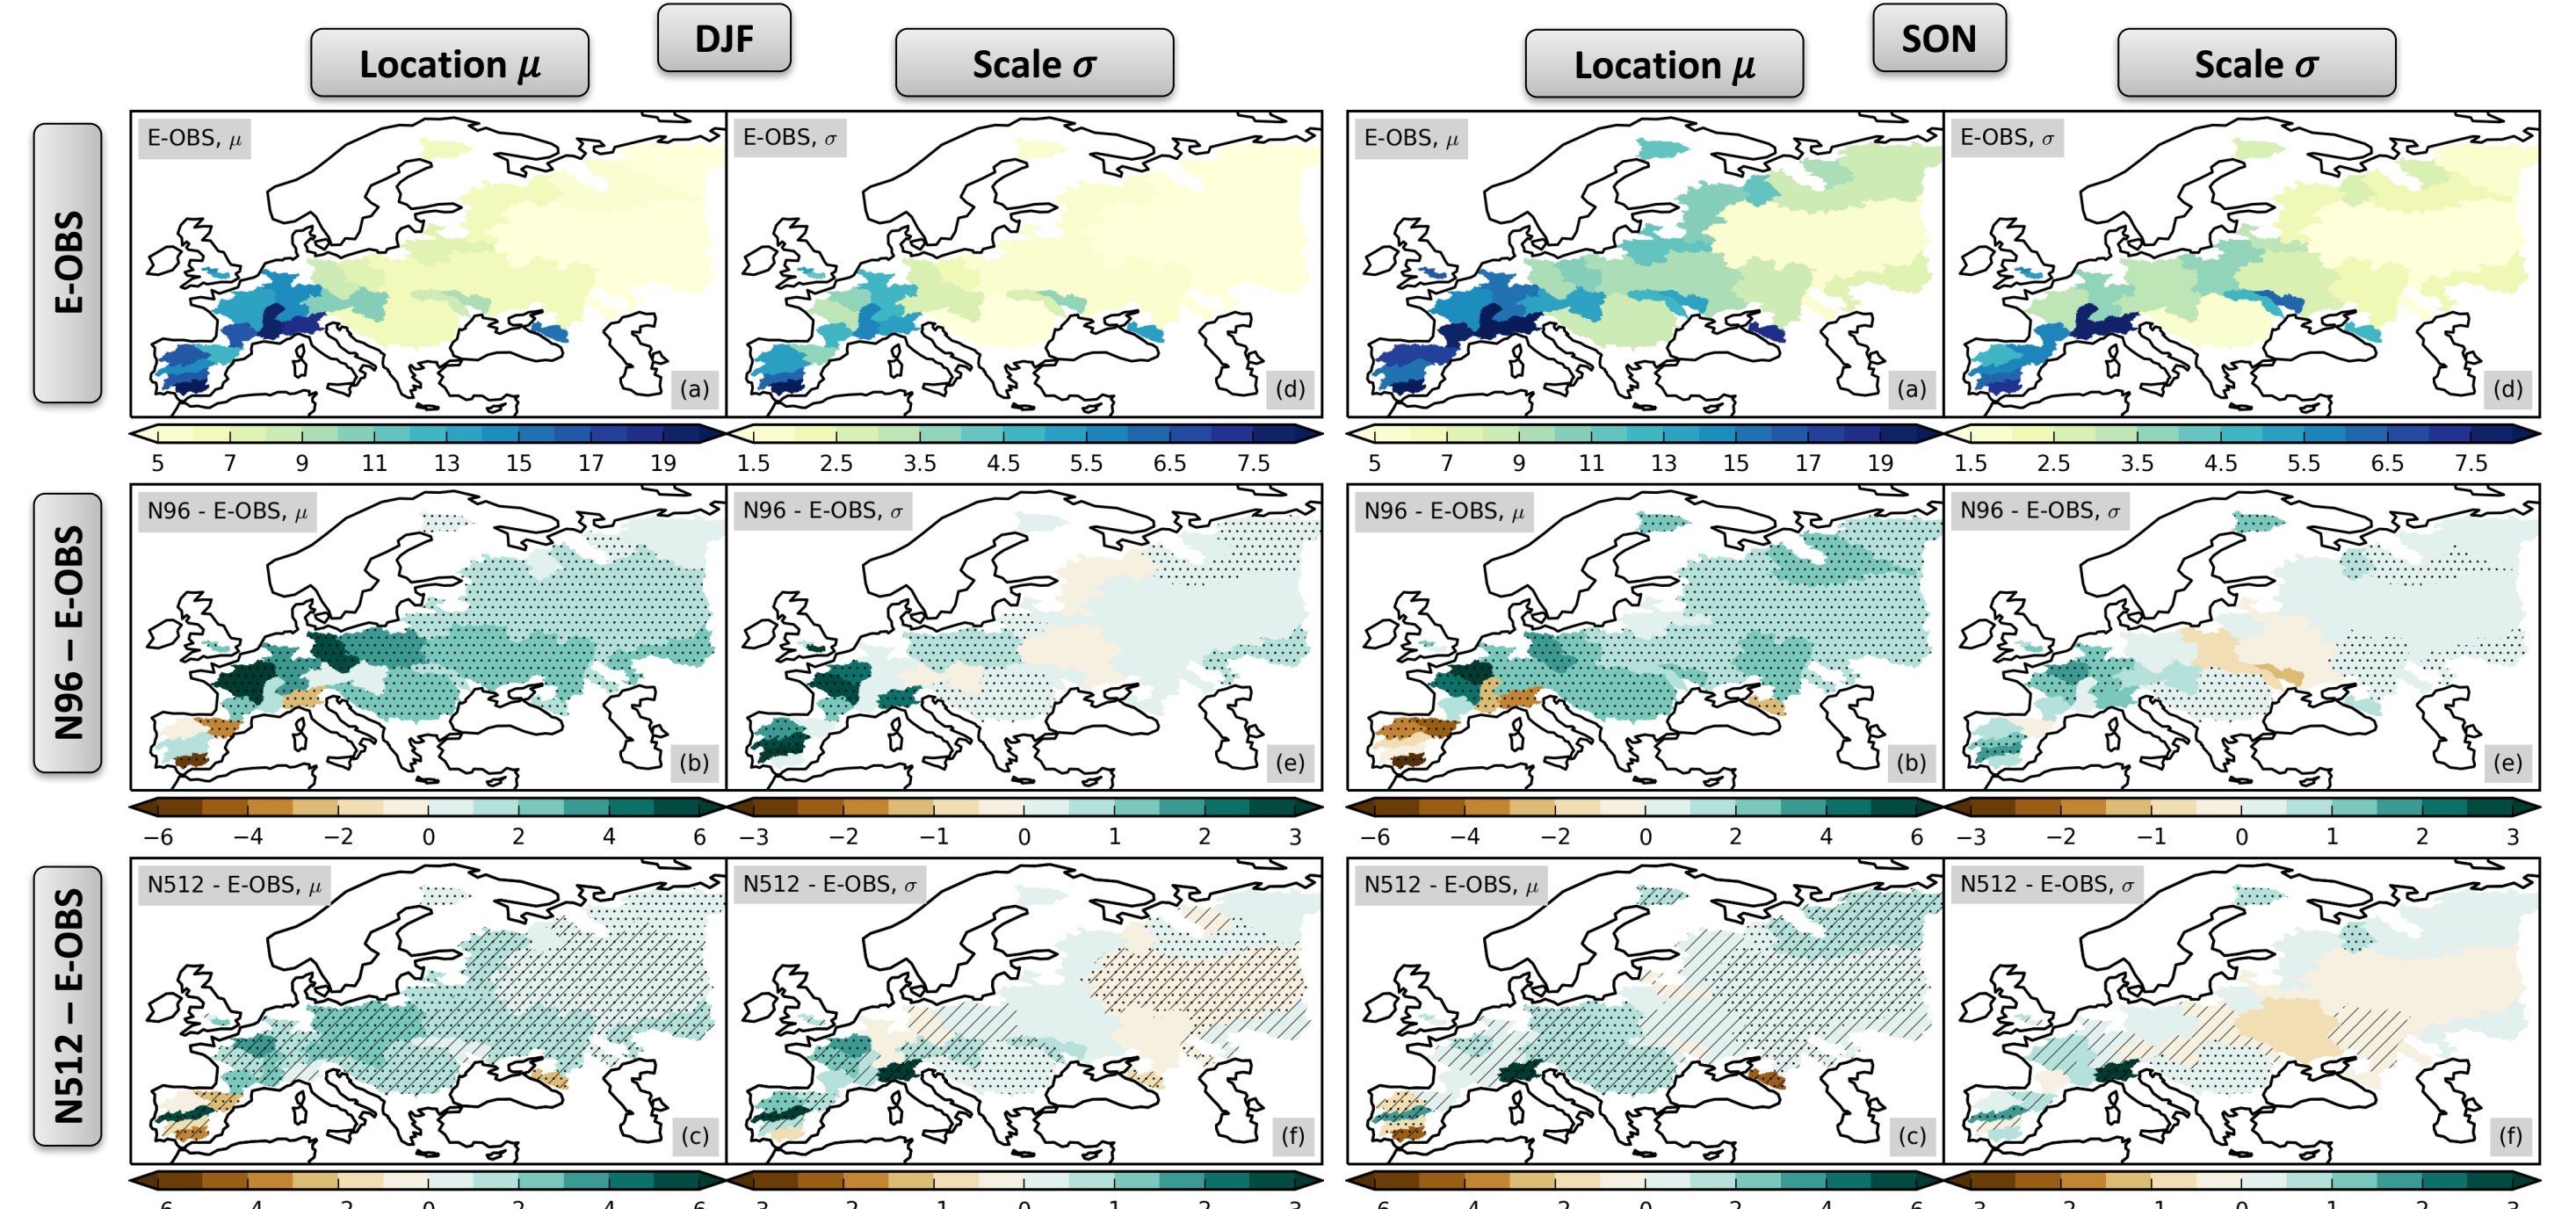 DJF
SON
Location μ
Scale σ
Location μ
Scale σ
E-OBS
E-OBS, μ
(a)
E-OBS, σ
(d)
E-OBS, μ
(a)
E-OBS, σ
(d)
5 7 9 11 13 15 17 19
1.5 2.5 3.5 4.5 5.5 6.5 7.5
5 7 9 11 13 15 17 19
1.5 2.5 3.5 4.5 5.5 6.5 7.5
N96 – E-OBS
N96 - E-OBS, μ
(b)
N96 - E-OBS, σ
(e)
N96 - E-OBS, μ
(b)
N96 - E-OBS, σ
(e)
−6 −4 −2 0 2 4 6
−3 −2 −1 0 1 2 3
−6 −4 −2 0 2 4 6
−3 −2 −1 0 1 2 3
N512 – E-OBS
N512 - E-OBS, μ
(c)
N512 - E-OBS, σ
(f)
N512 - E-OBS, μ
(c)
N512 - E-OBS, σ
(f)